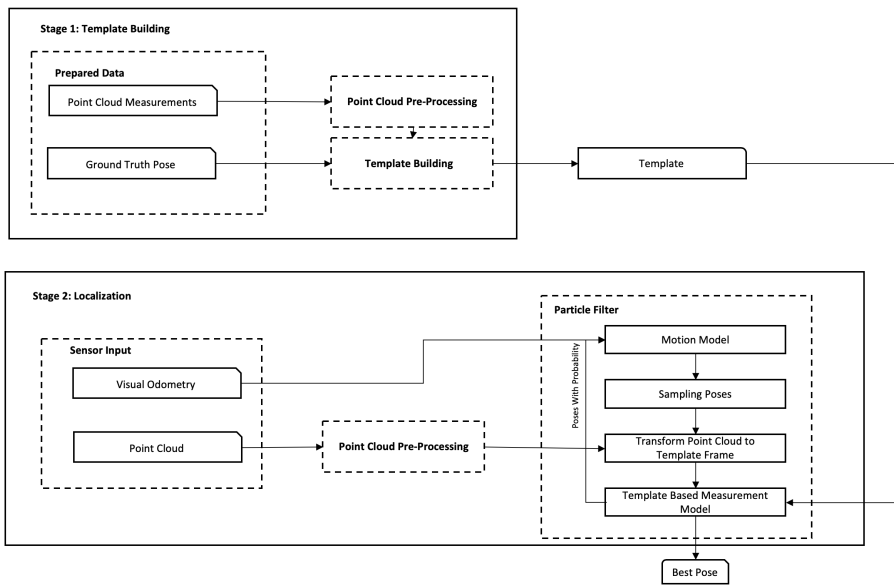 Stage 1: Template Building
Prepared Data
Point Cloud Measurements
Point Cloud Pre-Processing
Ground Truth Pose
Template Building
Template
Stage 2: Localization
Particle Filter
Sensor Input
Motion Model
Poses With Probability
Visual Odometry
Sampling Poses
Point Cloud
Point Cloud Pre-Processing
Transform Point Cloud to
Template Frame
Template Based Measurement
Model
Best Pose